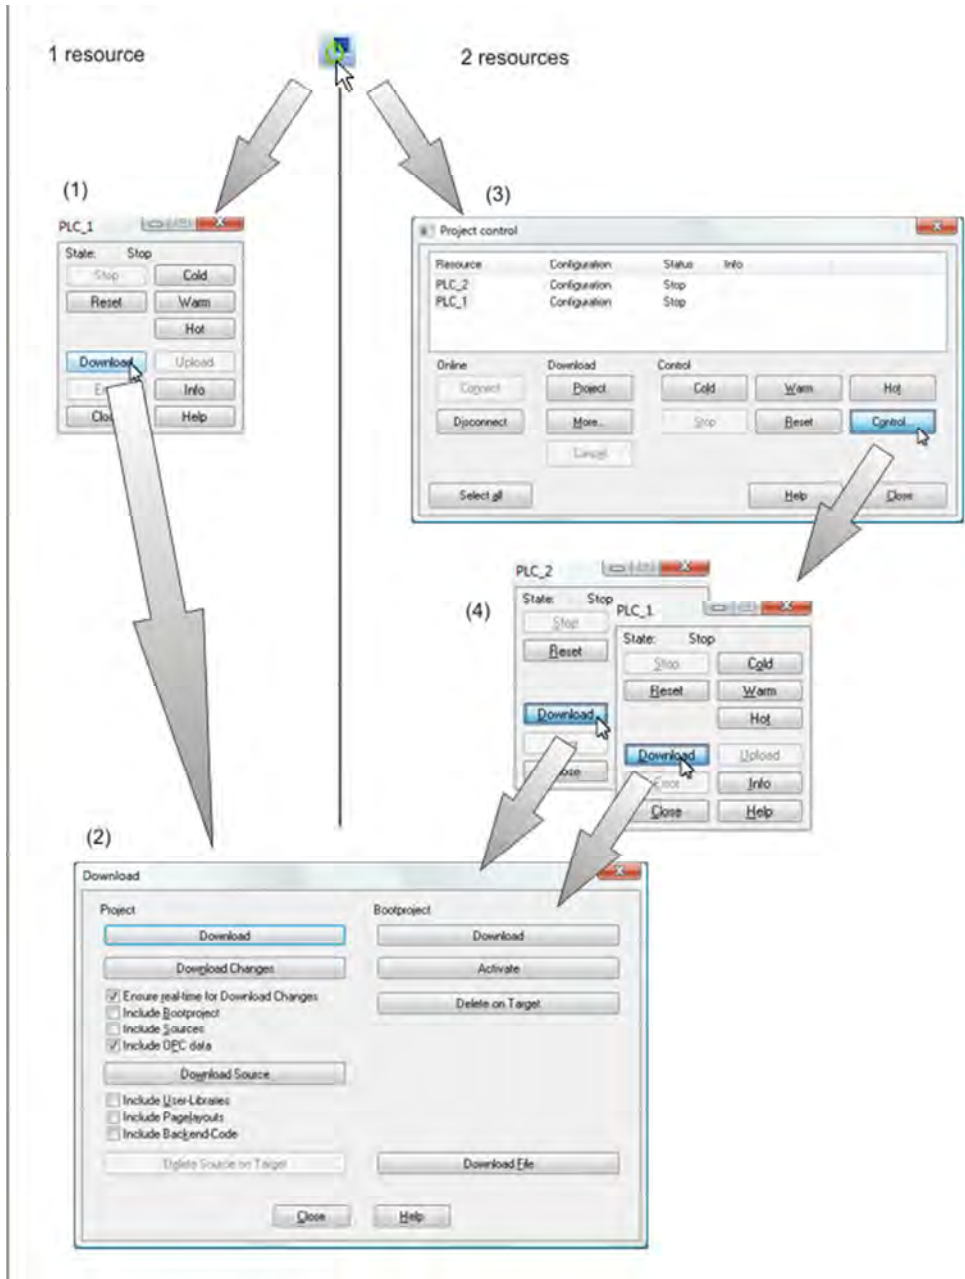 1 resource
2 resources
(1)
PLC_1
State: Stop
Stop Cold
Reset Warm
Hot
Download Upload
Info
Help
(3)
Project control
Resource Configuration Status Info
PLC_2 Configuration Stop
PLC_1 Configuration Stop
Online Download Control
Connect Project Cold Warm Hot
Disconnect More... Stop Reset Control
Cancel
Select all Help Close
(4)
PLC_2
State: Stop
Stop
Reset
Download
PLC_1
State: Stop
Stop Cold
Reset Warm
Hot
Download Upload
Error Info
Close Help
(2)
Download
Project Bootproject
Download Download
Download Changes Activate
Ensure real-time for Download Changes Delete on Target
Include Bootproject
Include Sources
Include OPC data
Download Source
Include User-Libraries
Include Pagelayouts
Include Backend-Code
Delete Source on Target Download File
Close Help